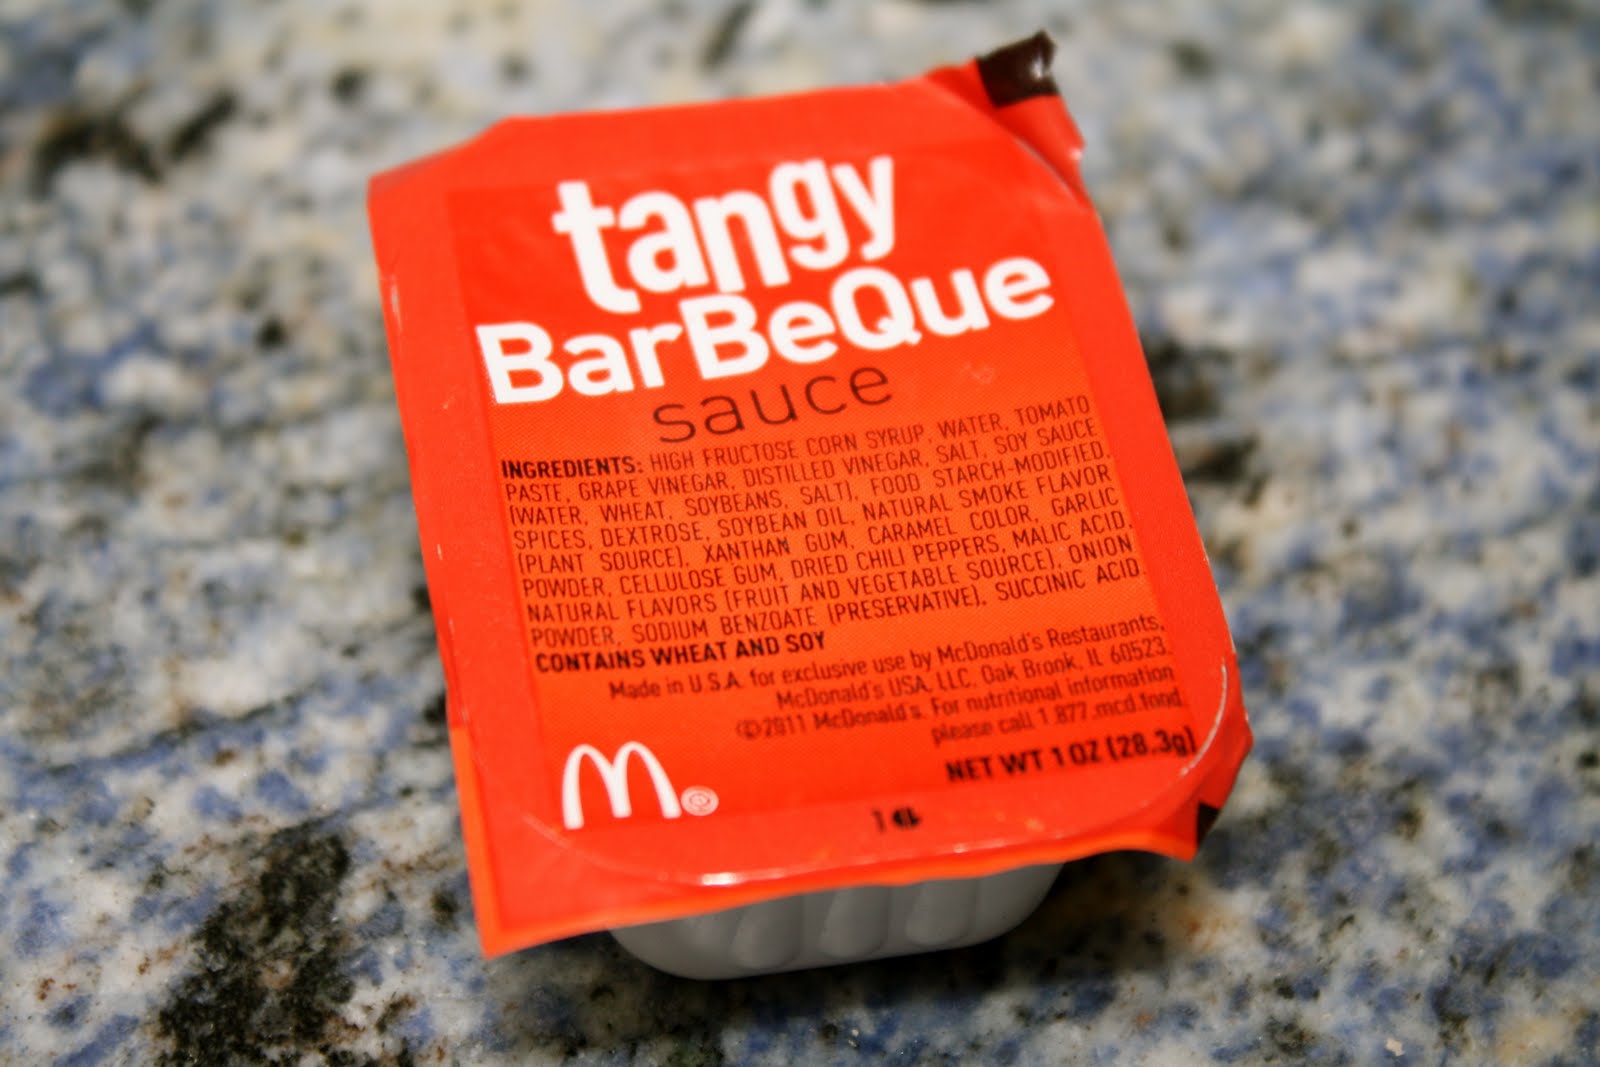 tangy
BarBeQue
sauce
INGREDIENTS: HIGH FRUCTOSE CORN SYRUP, WATER, TOMATO
PASTE, GRAPE VINEGAR, DISTILLED VINEGAR, SALT, SOY SAUCE
(WATER, WHEAT, SOYBEANS, SALT), FOOD STARCH-MODIFIED,
SPICES, DEXTROSE, SOYBEAN OIL, NATURAL SMOKE FLAVOR
(PLANT SOURCE), XANTHAN GUM, CARAMEL COLOR, GARLIC
POWDER, CELLULOSE GUM, DRIED CHILI PEPPERS, MALIC ACID,
NATURAL FLAVORS (FRUIT AND VEGETABLE SOURCE), ONION
POWDER, SODIUM BENZOATE (PRESERVATIVE), SUCCINIC ACID.
CONTAINS WHEAT AND SOY
Made in U.S.A. for exclusive use by McDonald's Restaurants,
McDonald's USA, LLC, Oak Brook, IL 60523.
©2011 McDonald's. For nutritional information
please call 1.877.mcd.food.
NET WT 1 OZ (28.3g)
M®